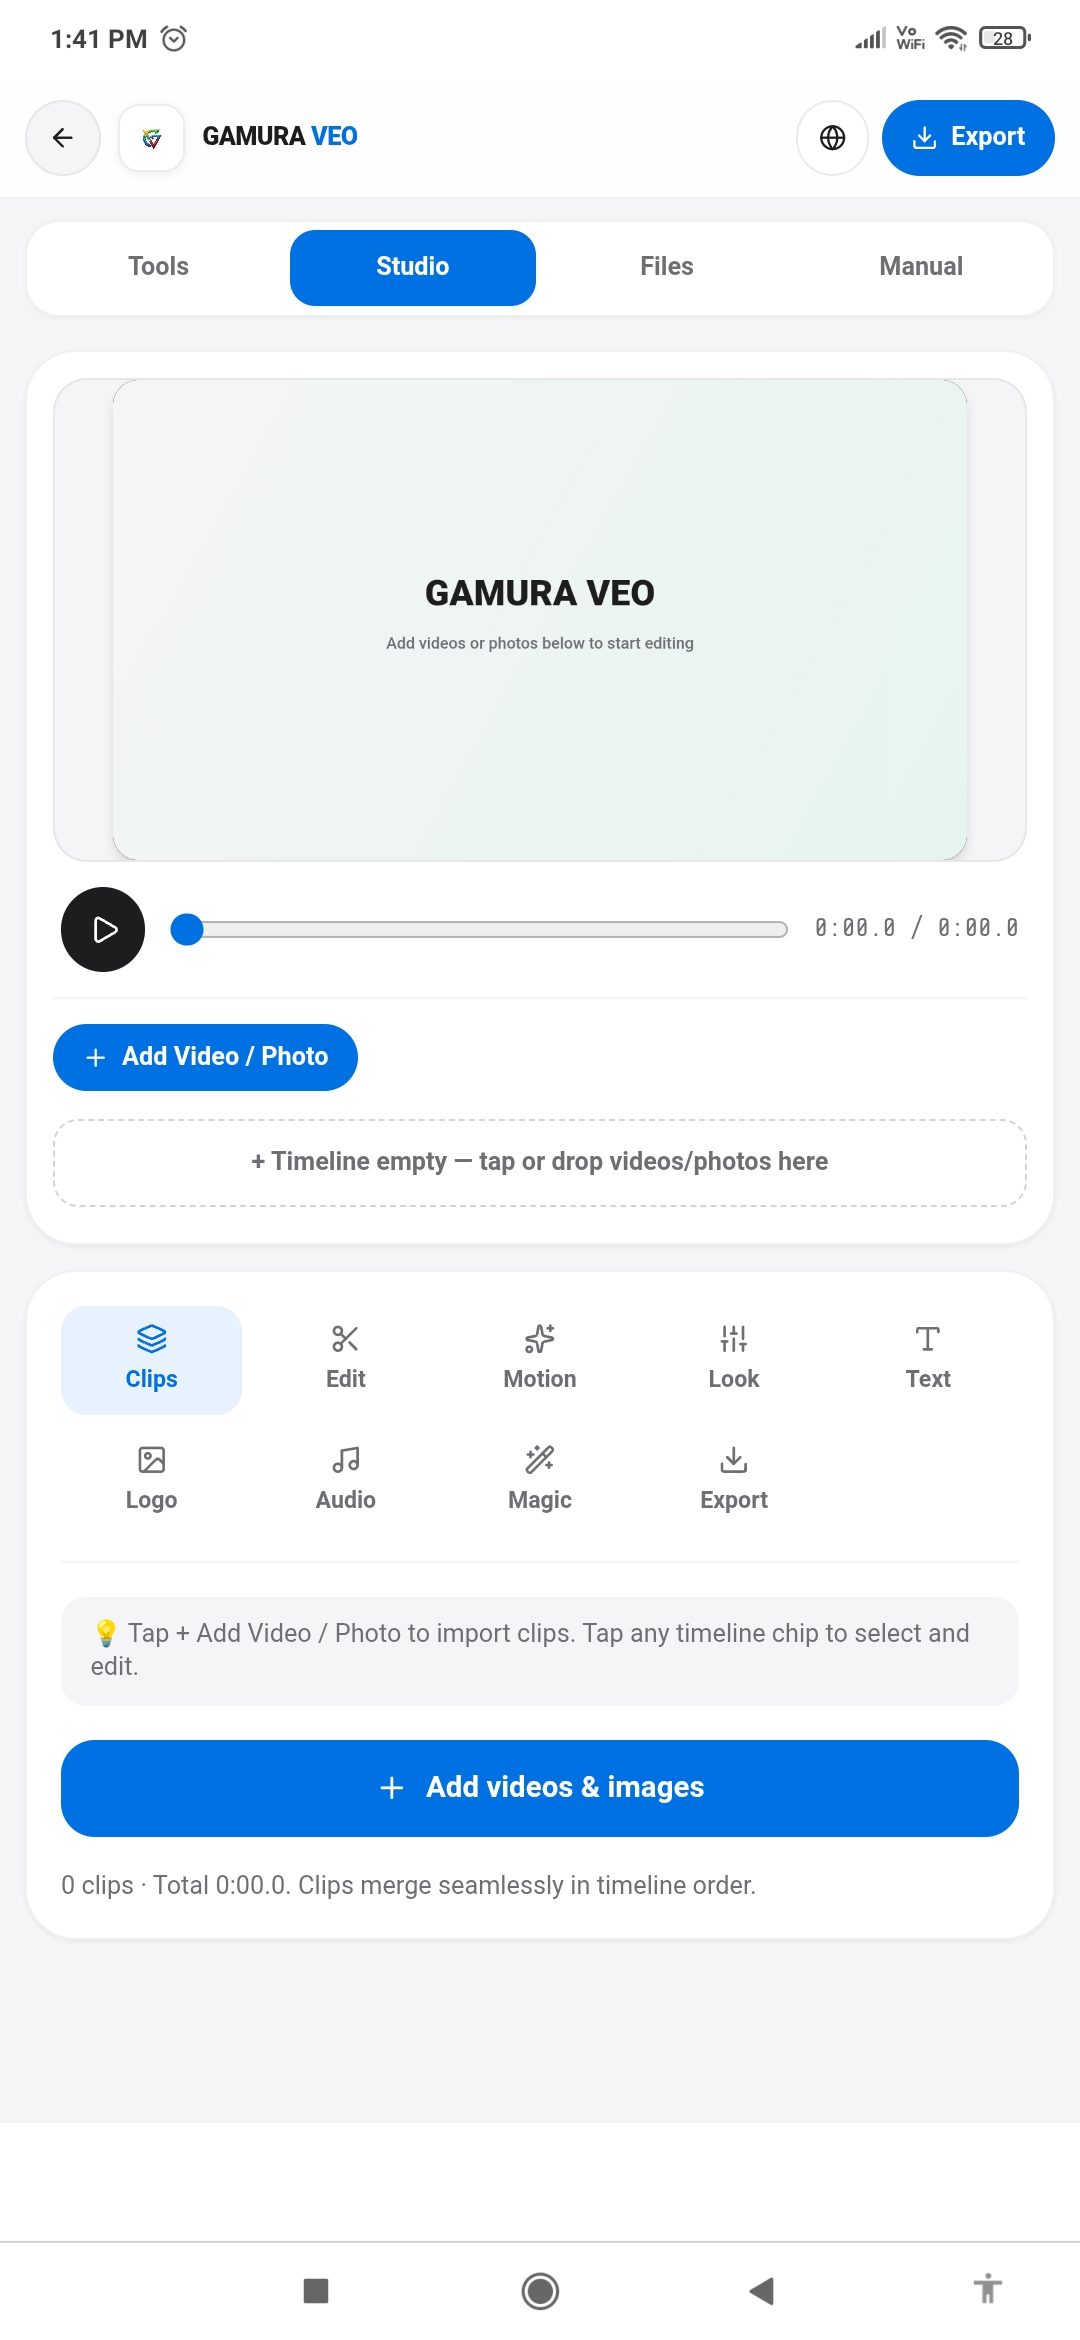 1:41 PM
Vo WiFi
28
GAMURA VEO
Export
Tools
Studio
Files
Manual
GAMURA VEO
Add videos or photos below to start editing
0:00.0 / 0:00.0
+ Add Video / Photo
+ Timeline empty — tap or drop videos/photos here
Clips
Edit
Motion
Look
Text
Logo
Audio
Magic
Export
💡 Tap + Add Video / Photo to import clips. Tap any timeline chip to select and
edit.
+ Add videos & images
0 clips · Total 0:00.0. Clips merge seamlessly in timeline order.